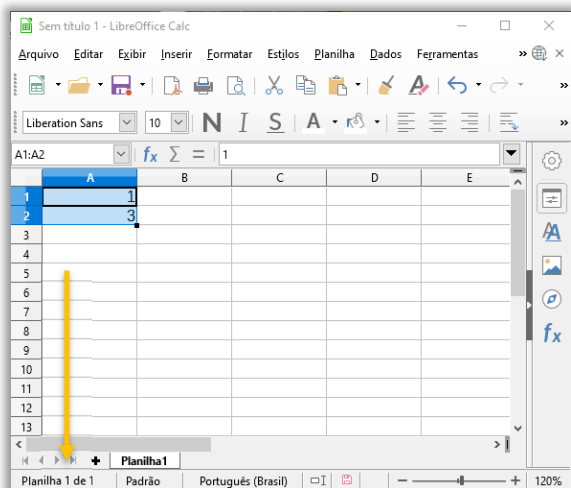 Sem título 1 - LibreOffice Calc
Arquivo Editar Exibir Inserir Formatar Estilos Planilha Dados Ferramentas
Liberation Sans 10 N I S A
A1:A2 fx Σ = 1
A B C D E
1 1
2 3
3
4
5
6
7
8
9
10
11
12
13
Planilha1
Planilha 1 de 1 Padrão Português (Brasil) 120%